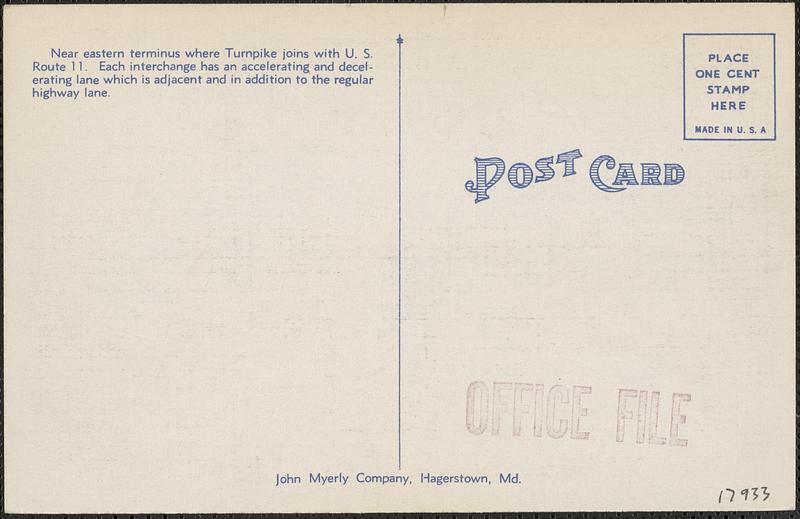 Near eastern terminus where Turnpike joins with U. S.
Route 11. Each interchange has an accelerating and decel-
erating lane which is adjacent and in addition to the regular
highway lane.
PLACE
ONE CENT
STAMP
HERE
MADE IN U. S. A
POST CARD
OFFICE FILE
John Myerly Company, Hagerstown, Md.
17933